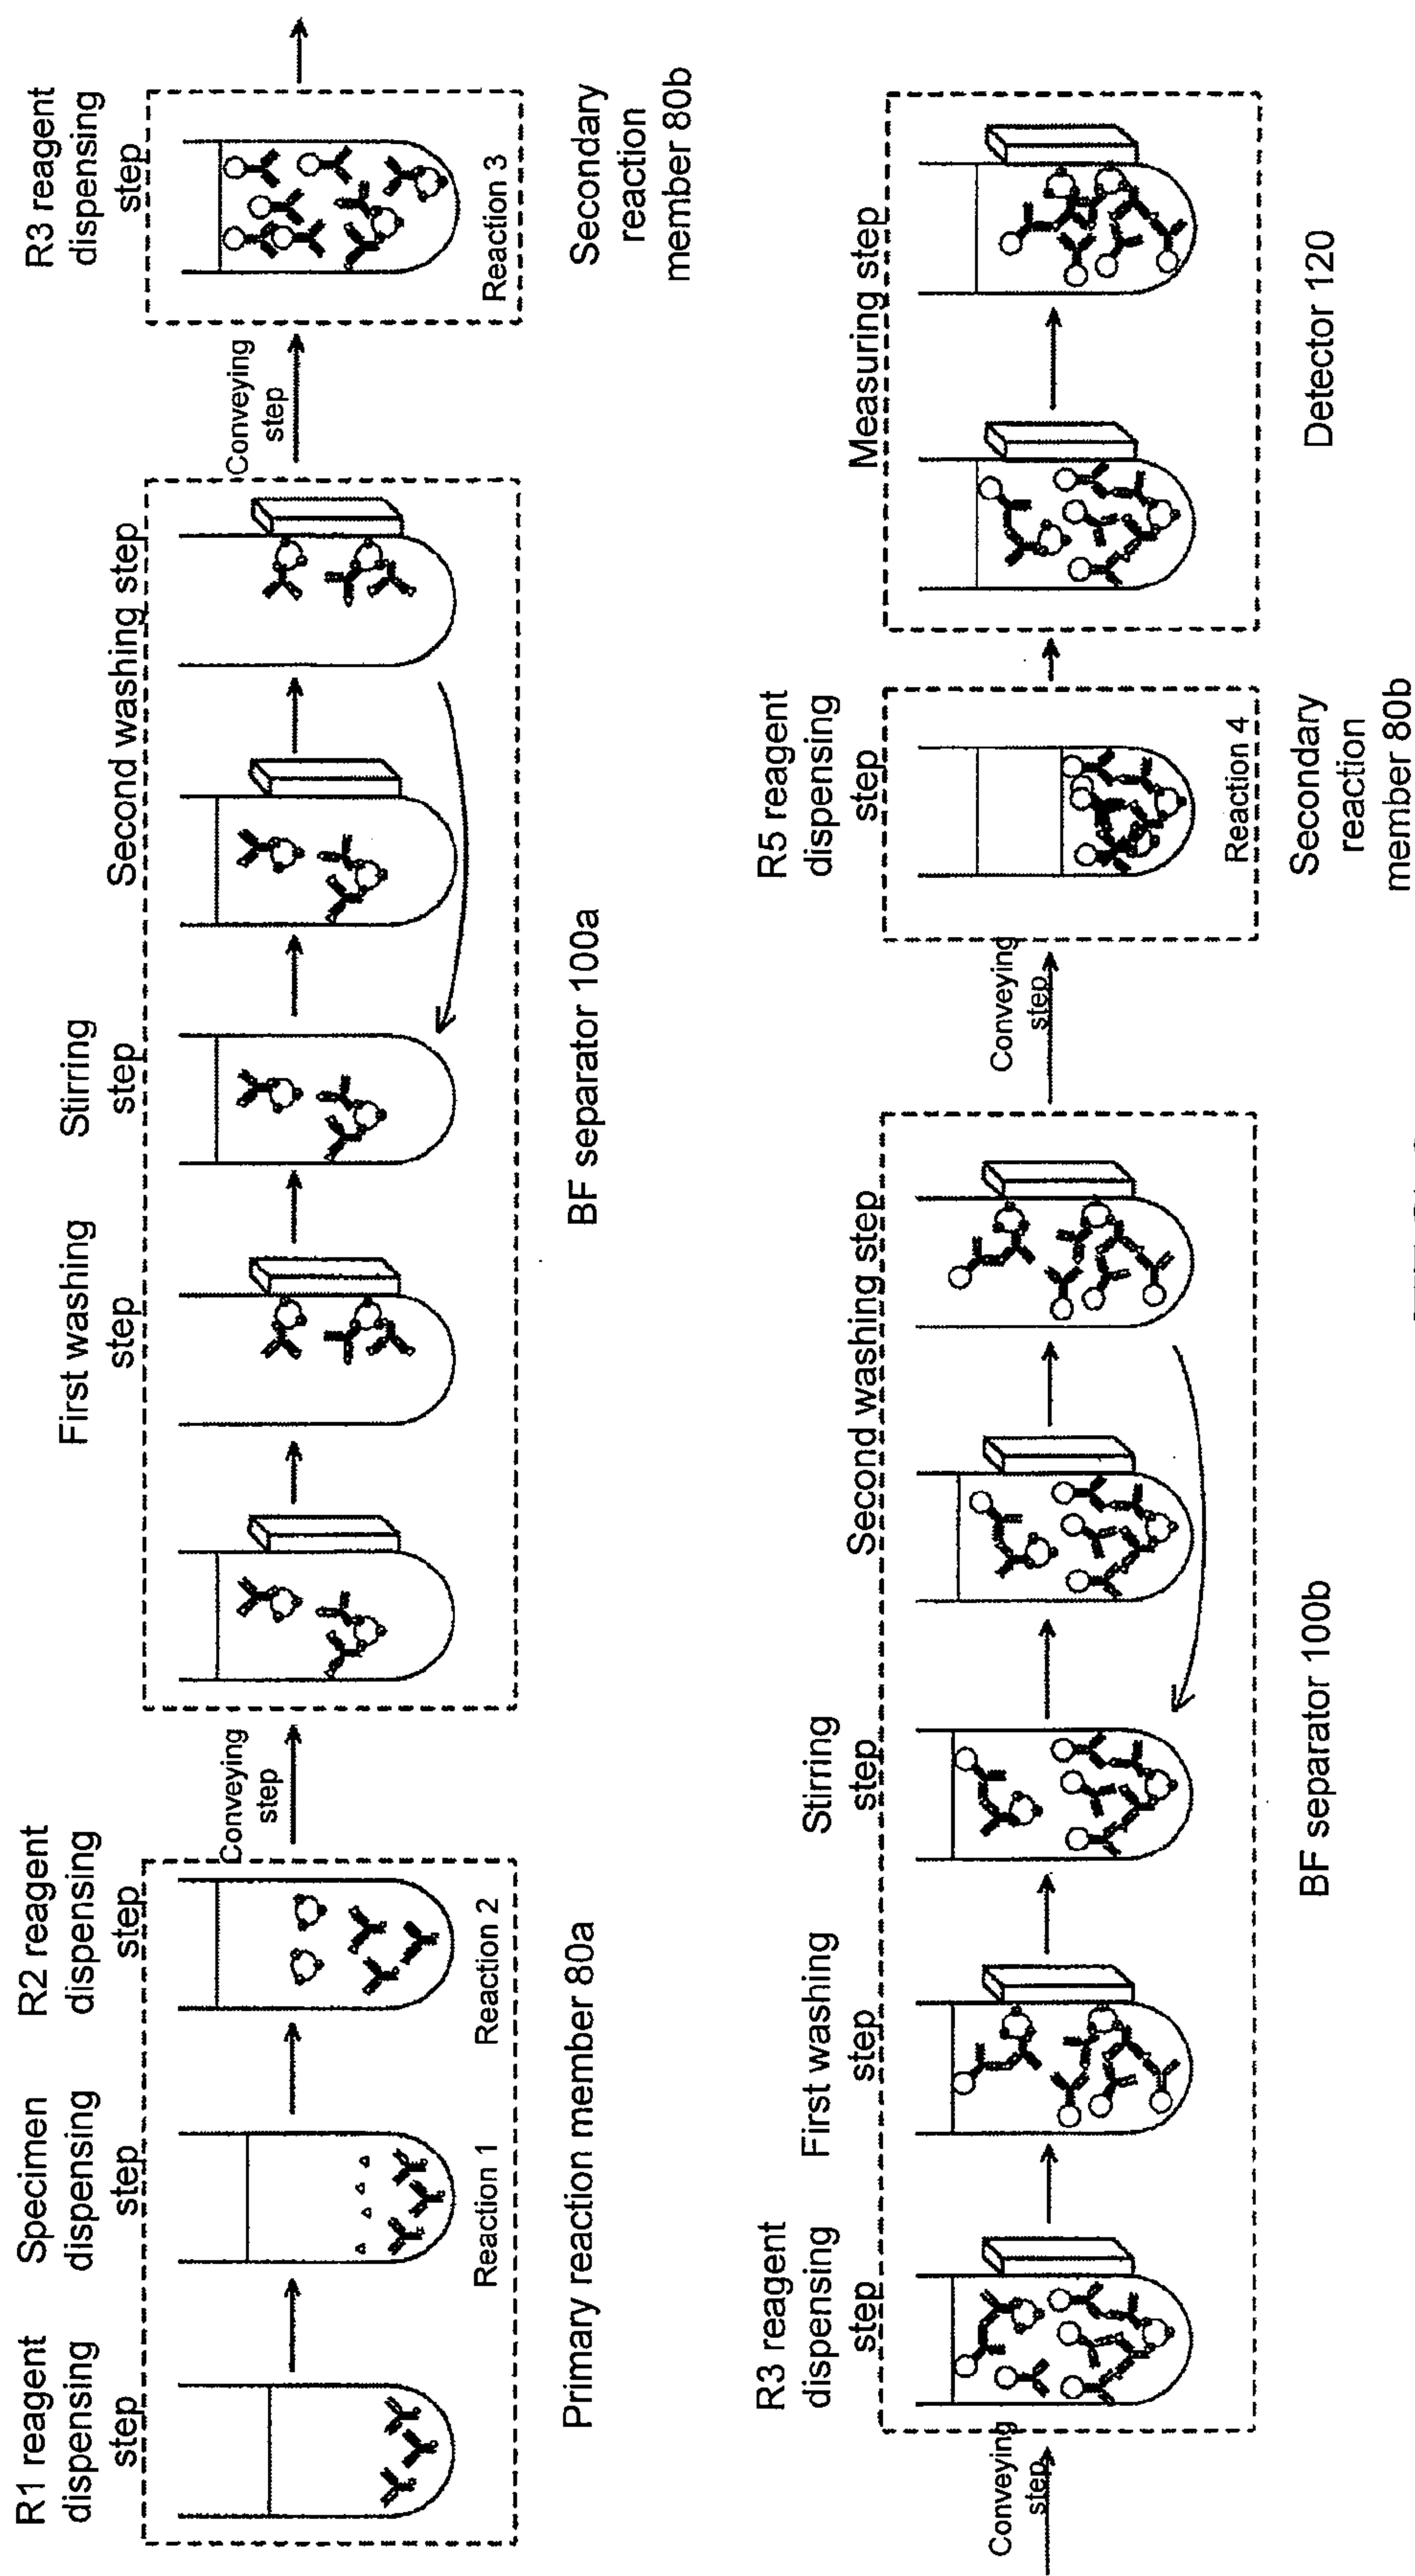 R1 reagent
dispensing
step
Specimen
dispensing
step
R2 reagent
dispensing
step
Reaction 1
Reaction 2
Primary reaction member 80a
Conveying
step
First washing
step
Stirring
step
Second washing step
BF separator 100a
Conveying
step
R3 reagent
dispensing
step
Reaction 3
Secondary
reaction
member 80b
Conveying
step
R3 reagent
dispensing
step
First washing
step
Stirring
step
Second washing step
BF separator 100b
Conveying
step
R5 reagent
dispensing
step
Reaction 4
Secondary
reaction
member 80b
Measuring step
Detector 120